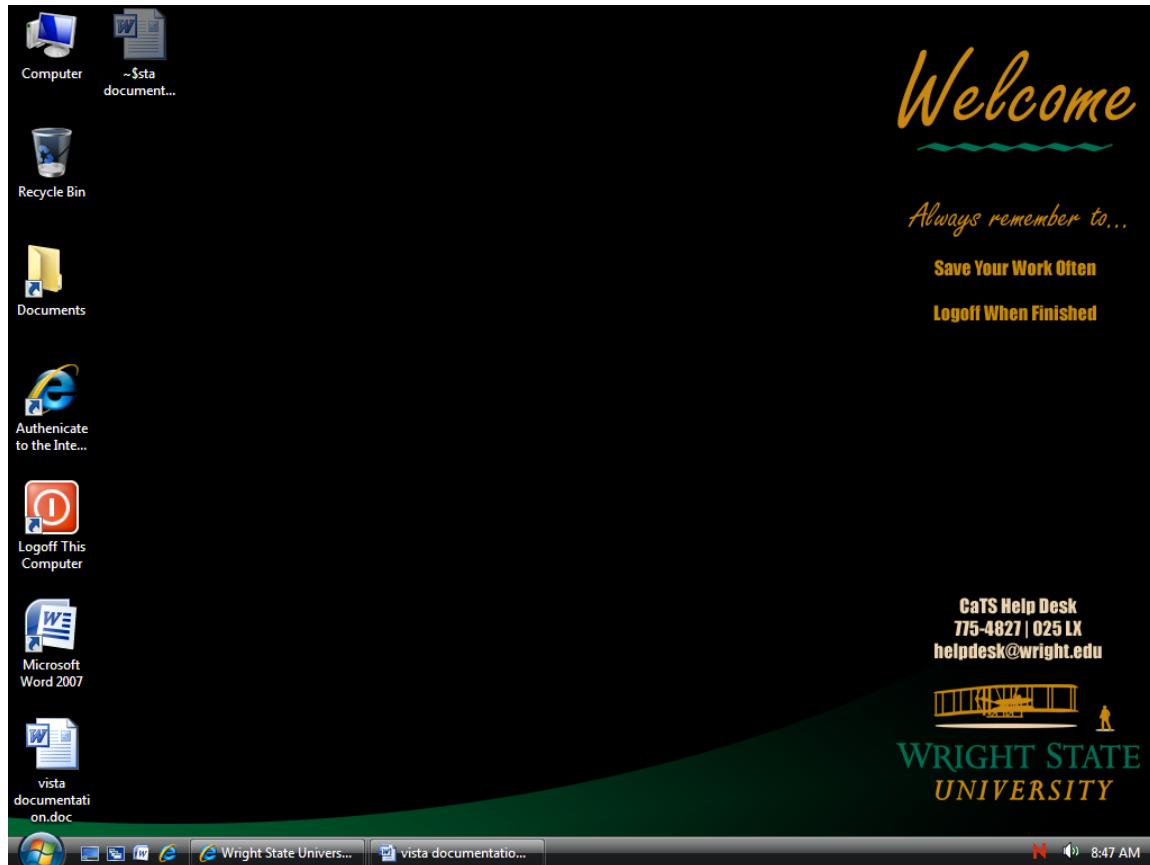 Computer
~$sta
document...
Recycle Bin
Documents
Authenicate
to the Inte...
Logoff This
Computer
Microsoft
Word 2007
vista
documentati
on.doc
Welcome
Always remember to...
Save Your Work Often
Logoff When Finished
CaTS Help Desk
775-4827 | 025 LX
helpdesk@wright.edu
WRIGHT STATE
UNIVERSITY
Wright State Univers...
vista documentatio...
N
8:47 AM